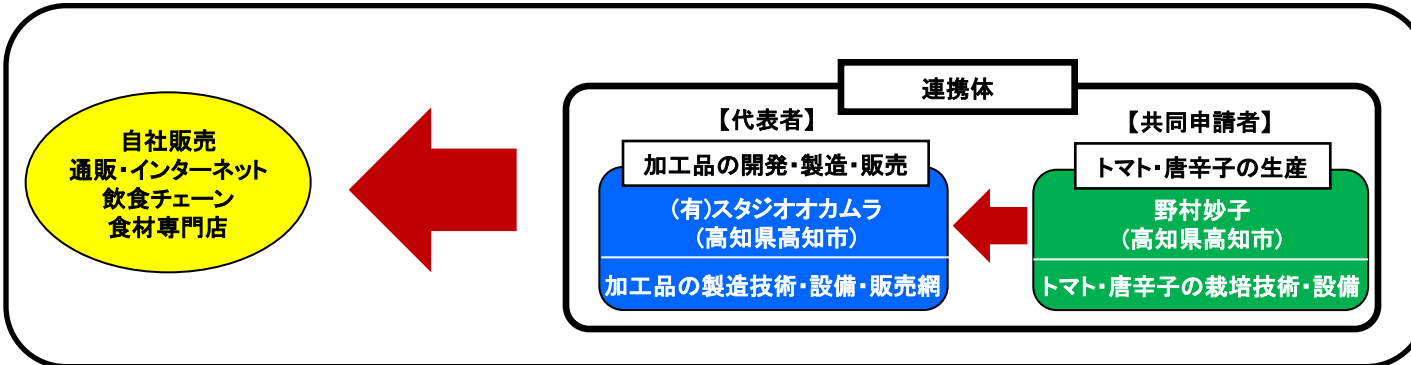 連携体
自社販売
通販・インターネット
飲食チェーン
食材専門店
【代表者】
加工品の開発・製造・販売
(有)スタジオオカムラ
(高知県高知市)
加工品の製造技術・設備・販売網
【共同申請者】
トマト・唐辛子の生産
野村妙子
(高知県高知市)
トマト・唐辛子の栽培技術・設備